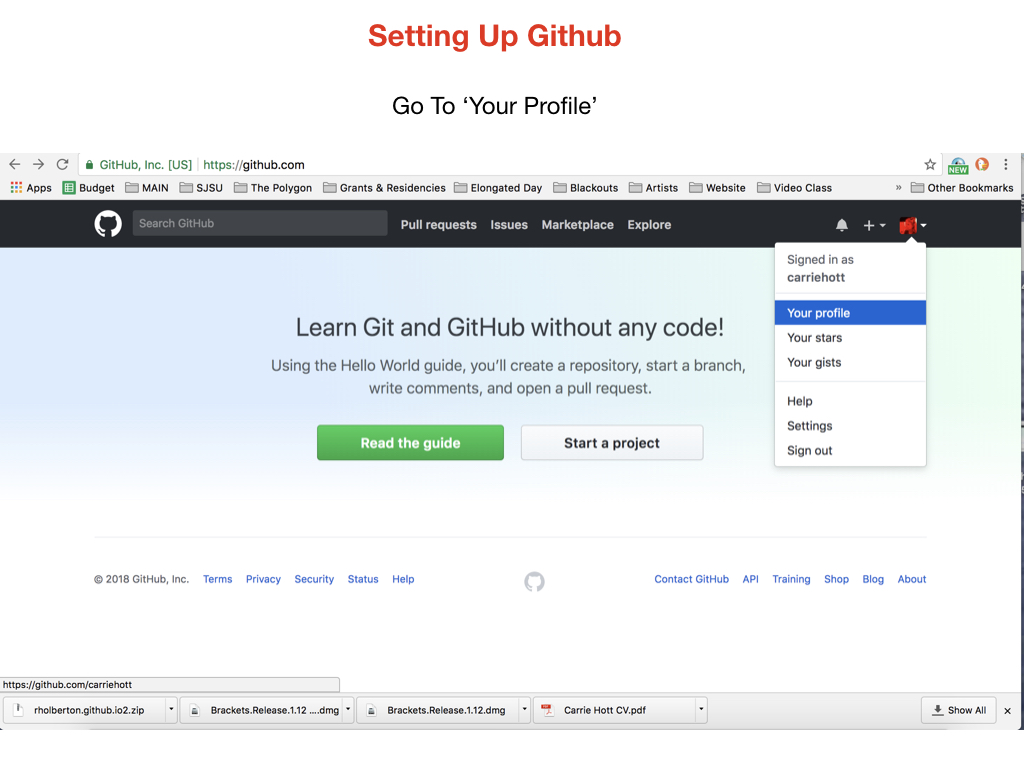 Setting Up Github
Go To ‘Your Profile’
GitHub, Inc. [US] https://github.com
NEW
Apps Budget MAIN SJSU The Polygon Grants & Residencies Elongated Day Blackouts Artists Website Video Class » Other Bookmarks
Search GitHub Pull requests Issues Marketplace Explore
Signed in as
carriehott
Your profile
Your stars
Your gists
Help
Settings
Sign out
Learn Git and GitHub without any code!
Using the Hello World guide, you’ll create a repository, start a branch,
write comments, and open a pull request.
Read the guide Start a project
© 2018 GitHub, Inc. Terms Privacy Security Status Help Contact GitHub API Training Shop Blog About
https://github.com/carriehott
rholberton.github.io2.zip Brackets.Release.1.12 ....dmg Brackets.Release.1.12.dmg Carrie Hott CV.pdf Show All